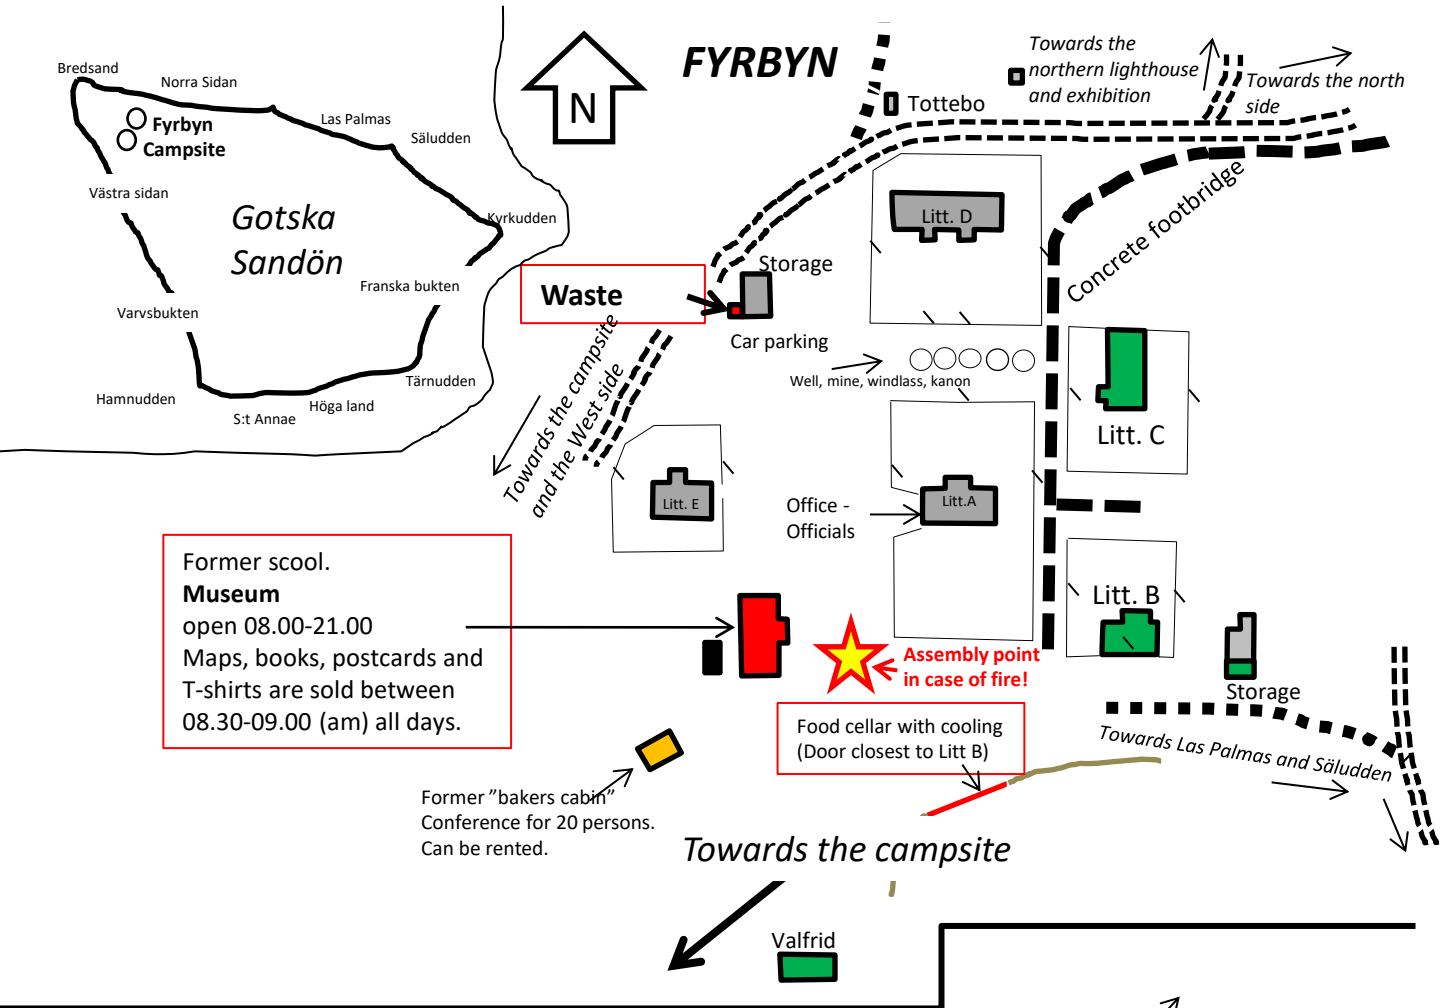 FYRBYN
N
Bredsand
Norra Sidan
Las Palmas
Säludden
Fyrbyn
Campsite
Västra sidan
Gotska
Sandön
Kyrkudden
Franska bukten
Varvsbukten
Tärnudden
Hamnudden
Höga land
S:t Annae
Towards the
northern lighthouse
and exhibition
Towards the north
side
Tottebo
Litt. D
Concrete footbridge
Storage
Waste
Car parking
Well, mine, windlass, kanon
Towards the campsite
and the West side
Litt. C
Litt. E
Office -
Officials
Litt.A
Former scool.
Museum
open 08.00-21.00
Maps, books, postcards and
T-shirts are sold between
08.30-09.00 (am) all days.
Litt. B
Assembly point
in case of fire!
Storage
Food cellar with cooling
(Door closest to Litt B)
Towards Las Palmas and Säludden
Former ”bakers cabin”
Conference for 20 persons.
Can be rented.
Towards the campsite
Valfrid